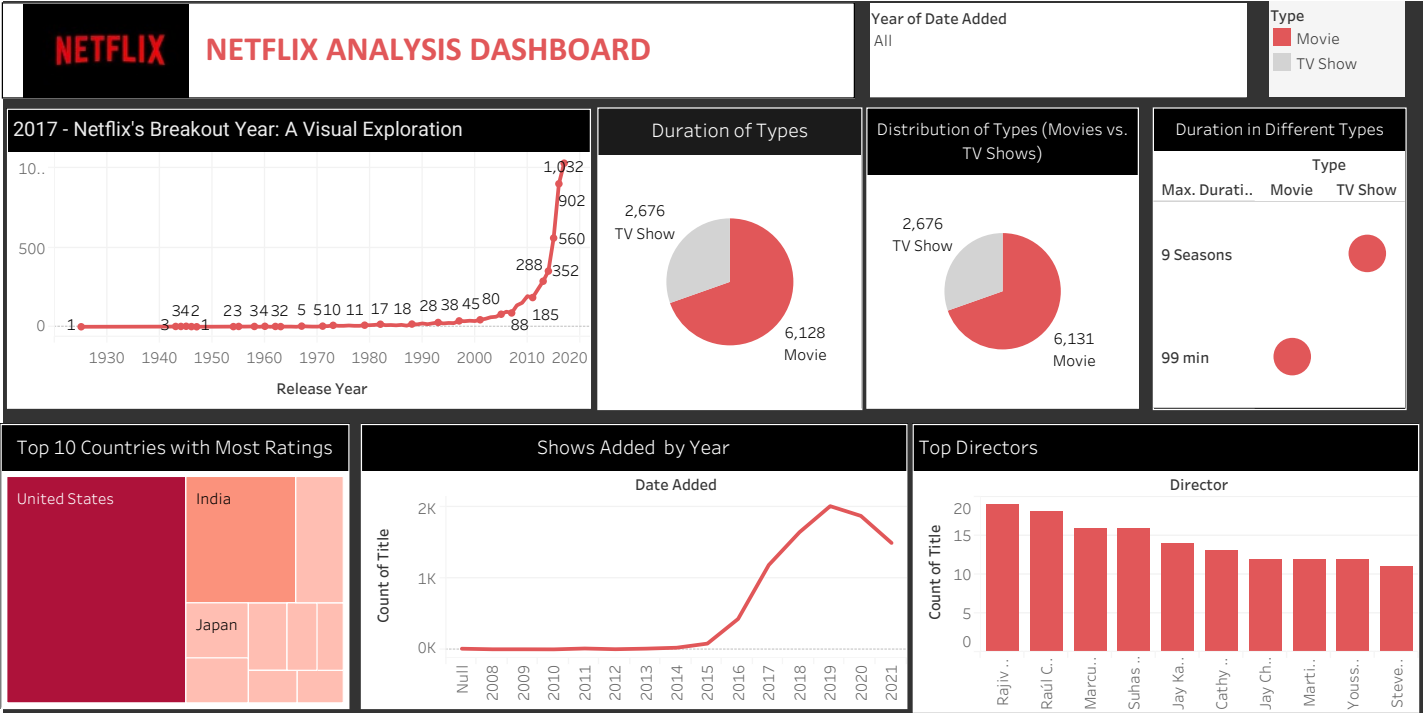 NETFLIX
NETFLIX ANALYSIS DASHBOARD
Year of Date Added
All
Type
Movie
TV Show
2017 - Netflix's Breakout Year: A Visual Exploration
10..
500
0
1
3
342
1
23
34
32
5
510
11
17
18
28
38
45
80
88
185
288
352
560
902
1,032
1930
1940
1950
1960
1970
1980
1990
2000
2010
2020
Release Year
Duration of Types
2,676
TV Show
6,128
Movie
Distribution of Types (Movies vs.
TV Shows)
2,676
TV Show
6,131
Movie
Duration in Different Types
Type
Max. Durati..
Movie
TV Show
9 Seasons
99 min
Top 10 Countries with Most Ratings
United States
India
Japan
Shows Added  by Year
Date Added
Count of Title
2K
1K
0K
Null
2008
2009
2010
2011
2012
2013
2014
2015
2016
2017
2018
2019
2020
2021
Top Directors
Director
Count of Title
20
15
10
5
0
Rajiv ..
Raúl C..
Marcu..
Suhas ..
Jay Ka..
Cathy ..
Jay Ch..
Marti..
Youss..
Steve..